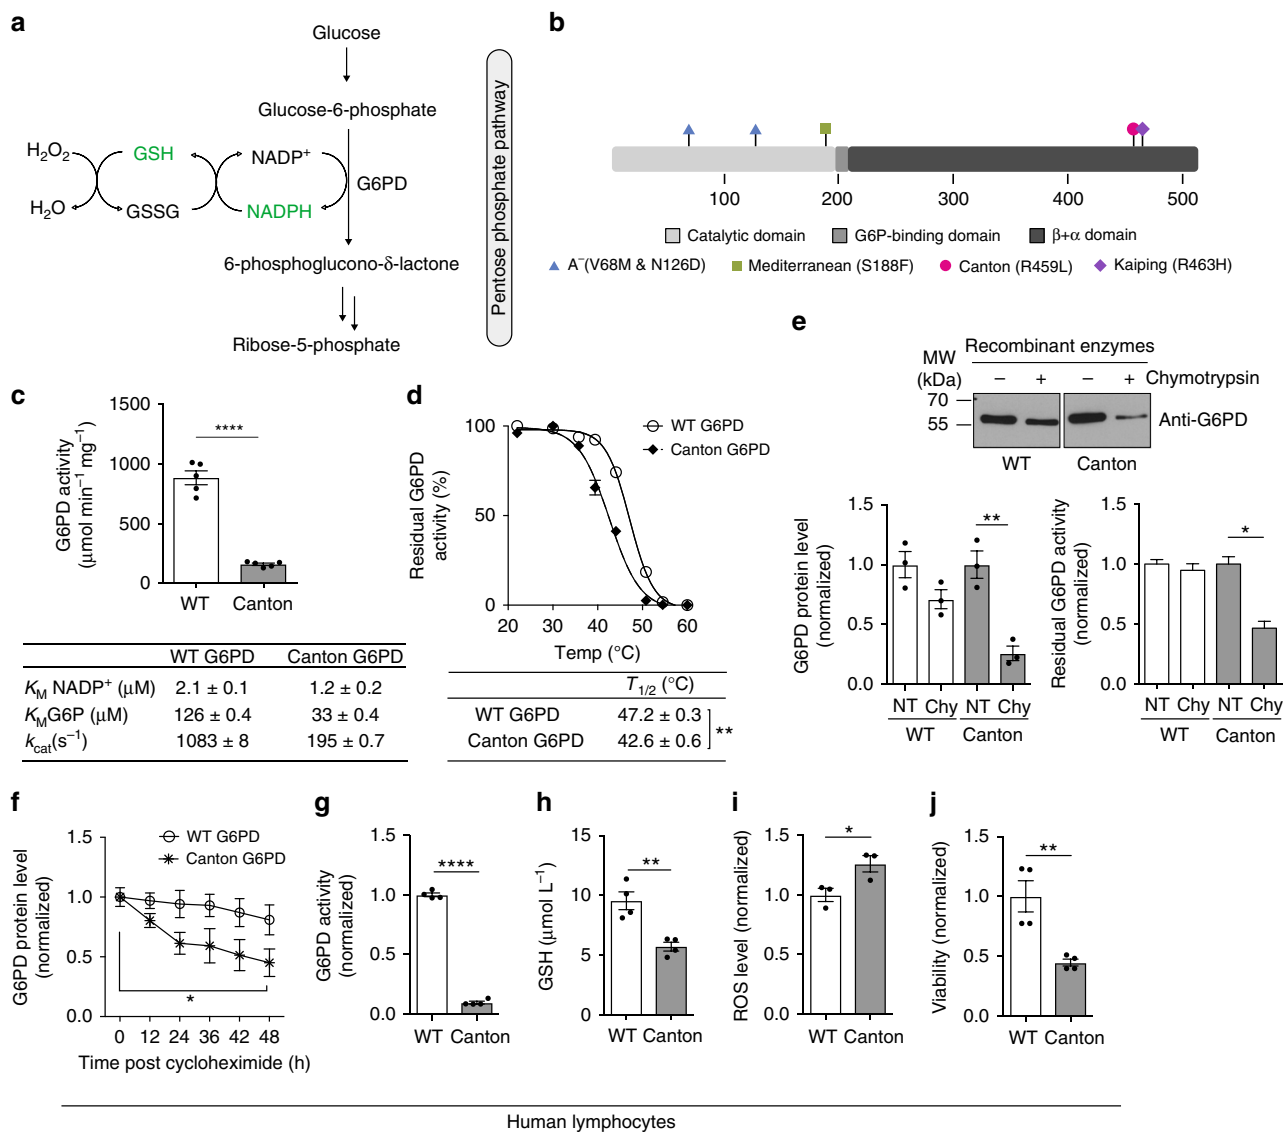 a
Glucose
Glucose-6-phosphate
H2O2
GSH
NADP+
G6PD
H2O
GSSG
NADPH
6-phosphoglucono-δ-lactone
Ribose-5-phosphate
Pentose phosphate pathway
b
100 200 300 400 500
Catalytic domain G6P-binding domain β+α domain
A−(V68M & N126D) Mediterranean (S188F) Canton (R459L) Kaiping (R463H)
c
G6PD activity
(μmol min−1 mg−1)
1500
1000
500
0
****
WT Canton
WT G6PD Canton G6PD
KM NADP+ (μM) 2.1 ± 0.1 1.2 ± 0.2
KMG6P (μM) 126 ± 0.4 33 ± 0.4
kcat(s−1) 1083 ± 8 195 ± 0.7
d
Residual G6PD
activity (%)
100
50
0
WT G6PD
Canton G6PD
20 30 40 50 60
Temp (°C)
T1/2 (°C)
WT G6PD 47.2 ± 0.3
Canton G6PD 42.6 ± 0.6
**
e
Recombinant enzymes
MW
(kDa)
− + − + Chymotrypsin
70
55
Anti-G6PD
WT Canton
G6PD protein level
(normalized)
1.5
1.0
0.5
0.0
**
NT Chy NT Chy
WT Canton
Residual G6PD activity
(normalized)
1.5
1.0
0.5
0.0
*
NT Chy NT Chy
WT Canton
f
G6PD protein level
(normalized)
1.5
1.0
0.5
0.0
WT G6PD
Canton G6PD
*
0 12 24 36 42 48
Time post cycloheximide (h)
g
G6PD activity
(normalized)
1.5
1.0
0.5
0.0
****
WT Canton
h
GSH (μmol L−1)
15
10
5
0
**
WT Canton
i
ROS level (normalized)
1.5
1.0
0.5
0.0
*
WT Canton
j
Viability (normalized)
1.5
1.0
0.5
0.0
**
WT Canton
Human lymphocytes